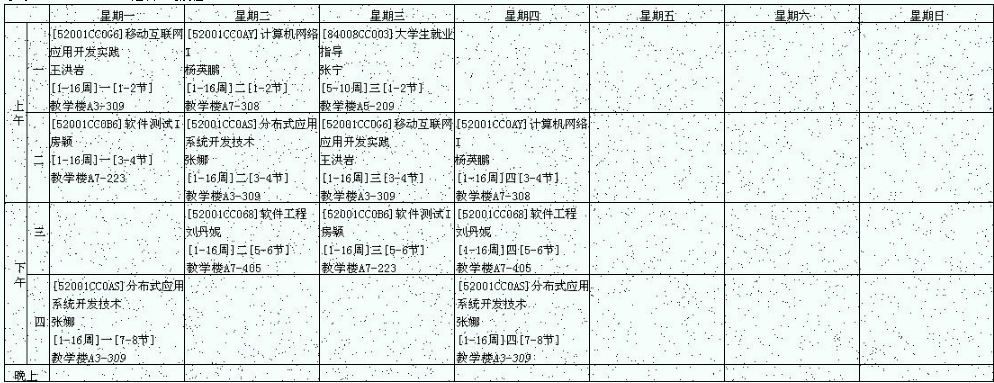 星期一 星期二 星期三 星期四 星期五 星期六 星期日
上午
一
[52001CC0G6]移动互联网
应用开发实践
王洪岩
[1-16周]一[1-2节]
教学楼A3-309
[52001CC0AY]计算机网络
I
杨英鹏
[1-16周]二[1-2节]
教学楼A7-308
[84008CC003]大学生就业
指导
张宁
[5-10周]三[1-2节]
教学楼A5-209
二
[52001CC0B6]软件测试I
房颖
[1-16周]一[3-4节]
教学楼A7-223
[52001CC0AS]分布式应用
系统开发技术
张娜
[1-16周]二[3-4节]
教学楼A3-309
[52001CC0G6]移动互联网
应用开发实践
王洪岩
[1-16周]三[3-4节]
教学楼A3-309
[52001CC0AY]计算机网络
I
杨英鹏
[1-16周]四[3-4节]
教学楼A7-308
下午
三
[52001CC068]软件工程
刘丹妮
[1-16周]二[5-6节]
教学楼A7-405
[52001CC0B6]软件测试I
房颖
[1-16周]三[5-6节]
教学楼A7-223
[52001CC068]软件工程
刘丹妮
[1-16周]四[5-6节]
教学楼A7-405
四
[52001CC0AS]分布式应用
系统开发技术
张娜
[1-16周]一[7-8节]
教学楼A3-309
[52001CC0AS]分布式应用
系统开发技术
张娜
[1-16周]四[7-8节]
教学楼A3-309
晚上